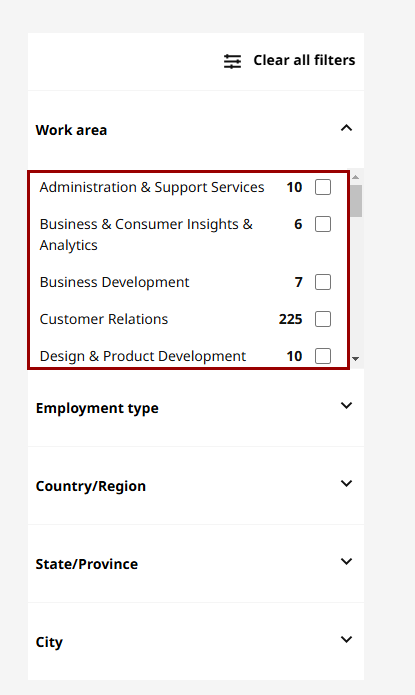 Clear all filters
Work area
Administration & Support Services 10
Business & Consumer Insights & 6
Analytics
Business Development 7
Customer Relations 225
Design & Product Development 10
Employment type
Country/Region
State/Province
City